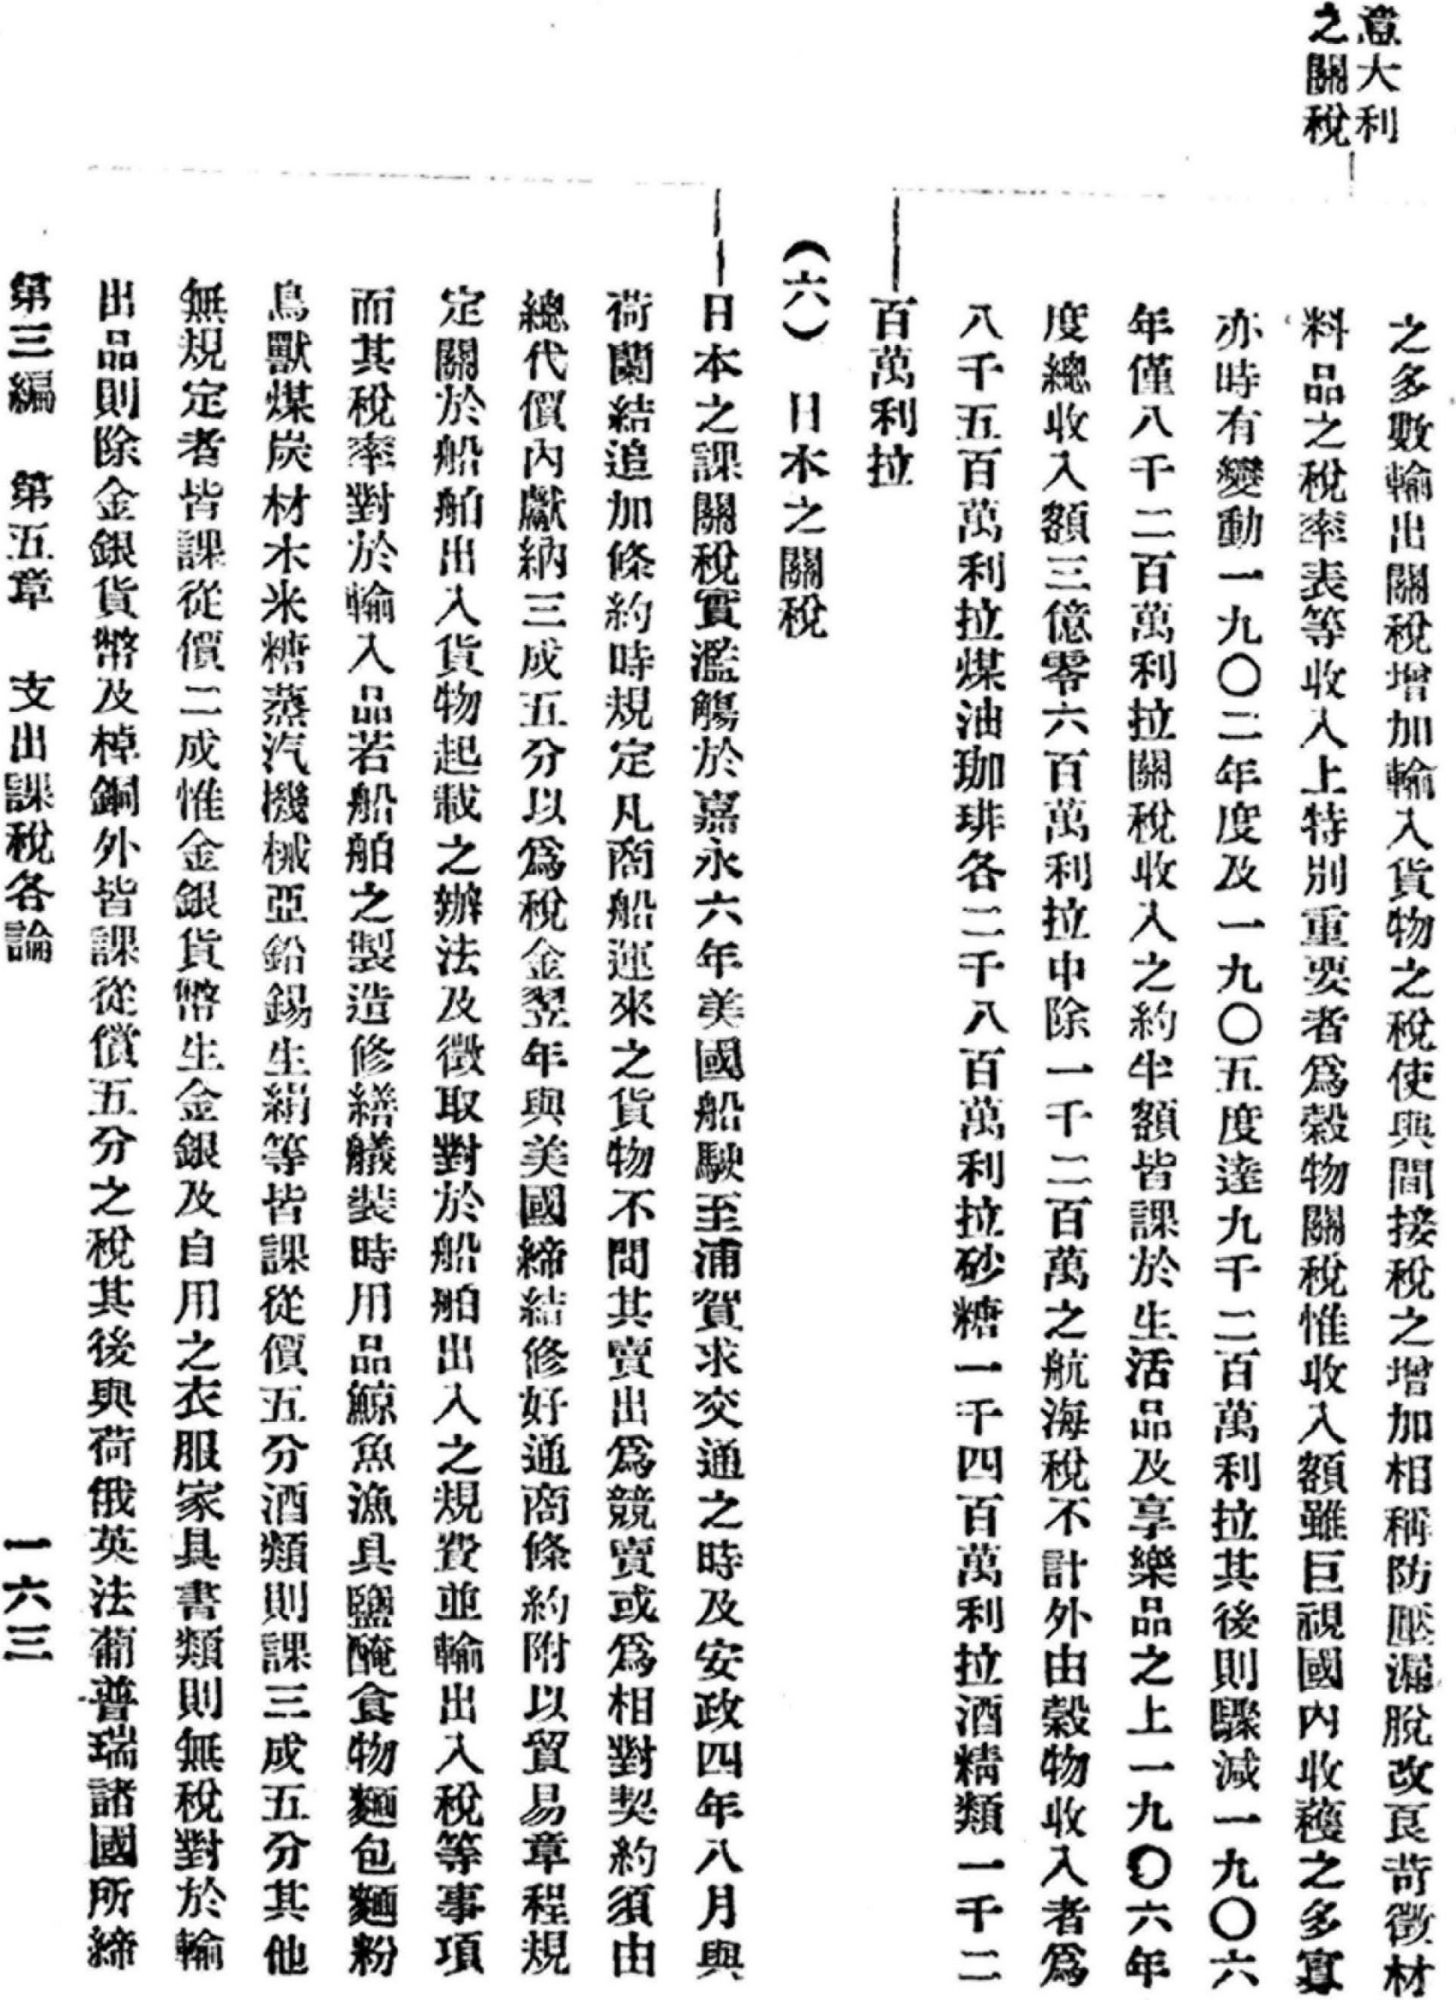 意大利
之關稅
之多數輸出關稅增加輸入貨物之稅使與間接稅之增加相稱防壓漏脫改良苛徵材
料品之稅率表等收入上特別重要者爲穀物關稅惟收入額雖巨視國內收穫之多寡
亦時有變動一九〇二年度及一九〇五度達九千二百萬利拉其後則驟減一九〇六
年僅八千二百萬利拉關稅收入之約半額皆課於生活品及享樂品之上一九〇六年
度總收入額三億零六百萬利拉中除一千二百萬之航海稅不計外由穀物收入者爲
八千五百萬利拉煤油珈琲各二千八百萬利拉砂糖一千四百萬利拉酒精類一千二
百萬利拉
(六) 日本之關稅
日本之課關稅實濫觴於嘉永六年美國船駛至浦賀求交通之時及安政四年八月與
荷蘭結追加條約時規定凡商船運來之貨物不問其賣出爲競賣或爲相對契約須由
總代價內獻納三成五分以爲稅金翌年與美國締結修好通商條約附以貿易章程規
定關於船舶出入貨物起載之辦法及徵取對於船舶出入之規費並輸出入稅等事項
而其稅率對於輸入品若船舶之製造修繕艤裝時用品鯨魚漁具鹽醃食物麵包麵粉
鳥獸煤炭材木米糖蒸汽機械亞鉛錫生絹等皆課從價五分酒類則課三成五分其他
無規定者皆課從價二成惟金銀貨幣生金銀及自用之衣服家具書類則無稅對於輸
出品則除金銀貨幣及棹銅外皆課從償五分之稅其後與荷俄英法葡普瑞諸國所締
第三編 第五章 支出課稅各論 一六三